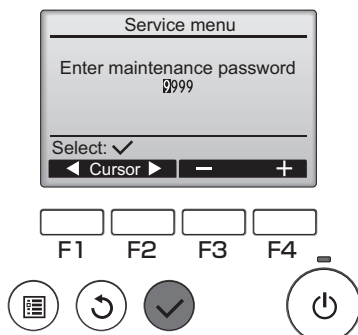 Service menu
Enter maintenance password
9999
Select: ✓
◀ Cursor ▶ − +
F1 F2 F3 F4